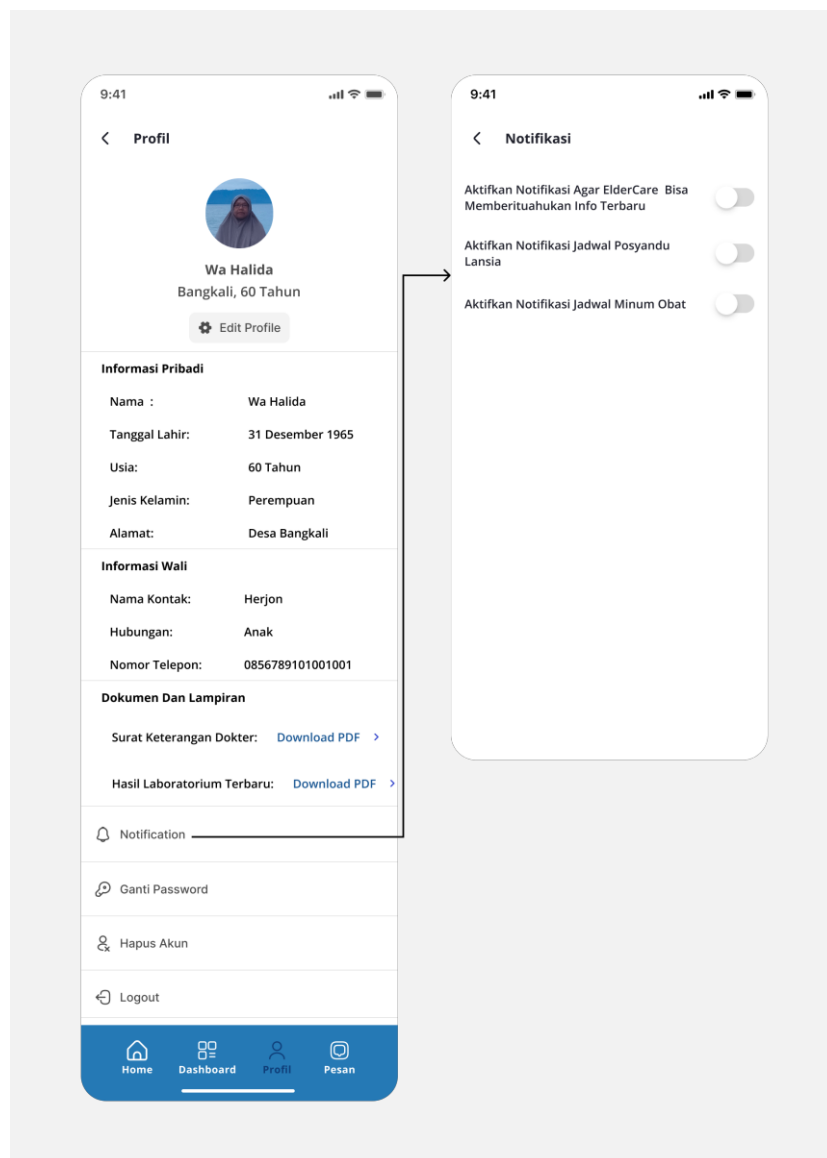 9:41
Profil
Wa Halida
Bangkali, 60 Tahun
Edit Profile
Informasi Pribadi
Nama : Wa Halida
Tanggal Lahir: 31 Desember 1965
Usia: 60 Tahun
Jenis Kelamin: Perempuan
Alamat: Desa Bangkali
Informasi Wali
Nama Kontak: Herjon
Hubungan: Anak
Nomor Telepon: 0856789101001001
Dokumen Dan Lampiran
Surat Keterangan Dokter: Download PDF >
Hasil Laboratorium Terbaru: Download PDF >
Notification
Ganti Password
Hapus Akun
Logout
Home Dashboard Profil Pesan
9:41
Notifikasi
Aktifkan Notifikasi Agar ElderCare Bisa
Memberituahukan Info Terbaru
Aktifkan Notifikasi Jadwal Posyandu
Lansia
Aktifkan Notifikasi Jadwal Minum Obat